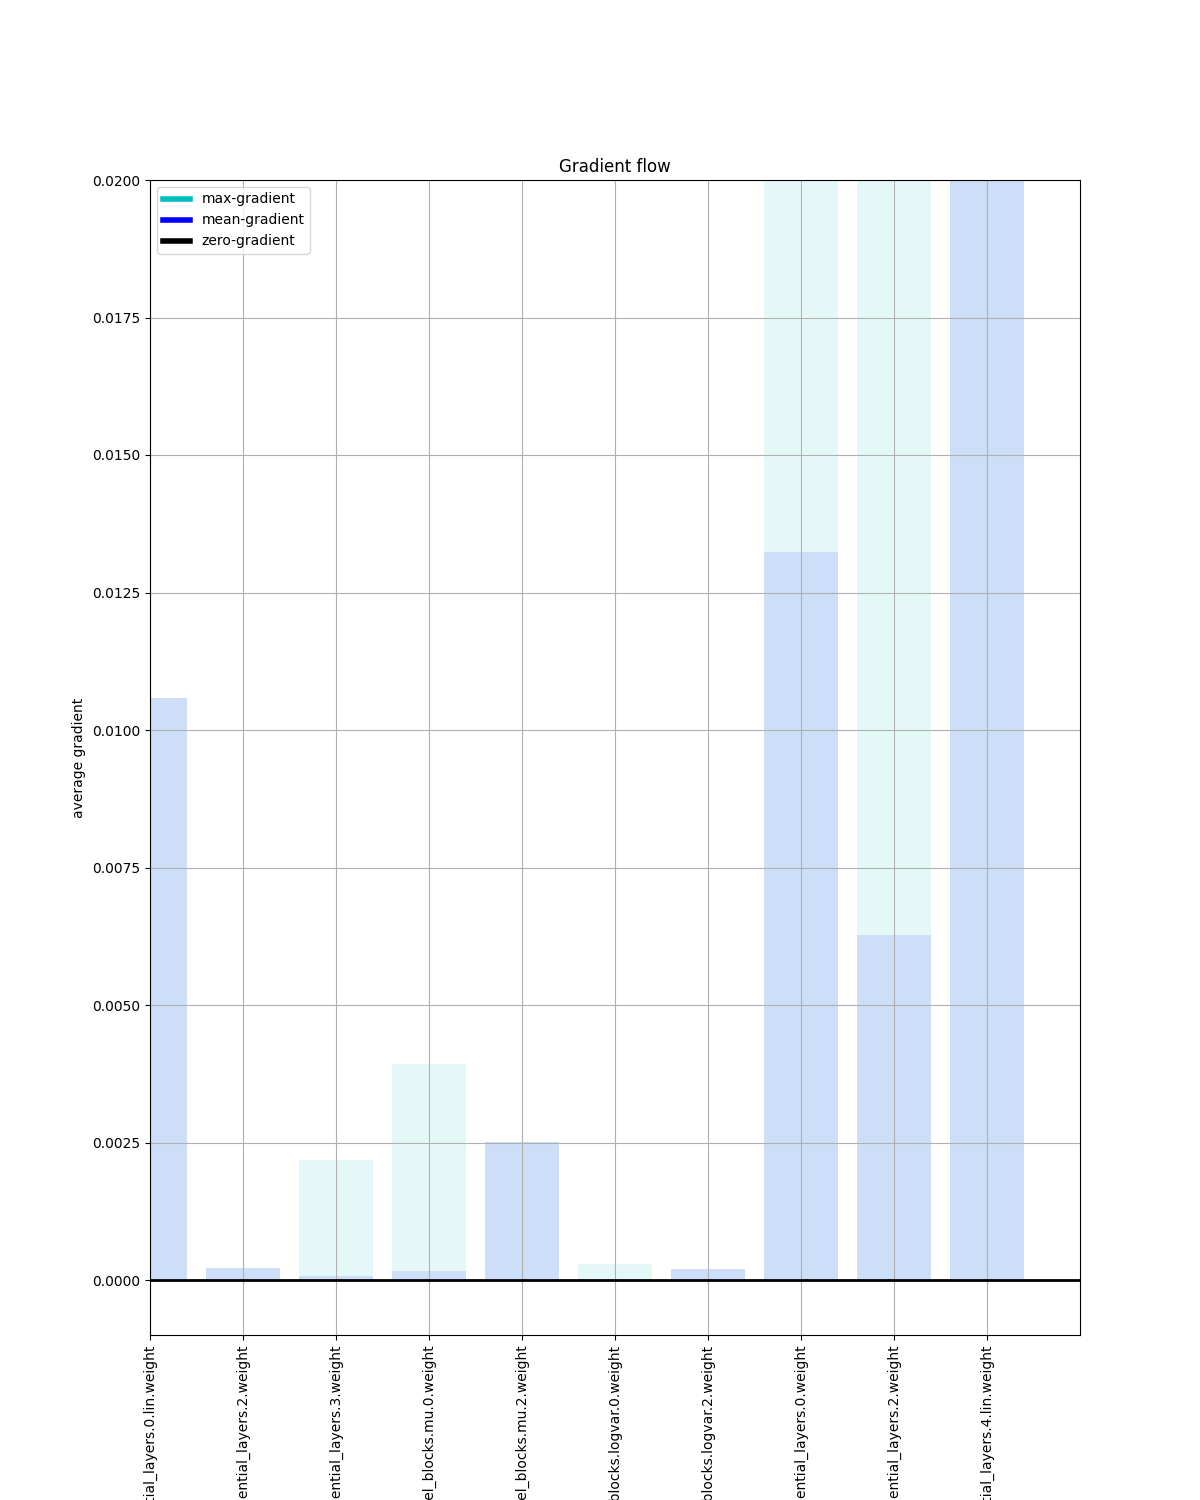 Gradient flow
max-gradient
mean-gradient
zero-gradient
0.0200
0.0175
0.0150
0.0125
0.0100
0.0075
0.0050
0.0025
0.0000
average gradient
tial_layers.0.lin.weight
ential_layers.2.weight
ential_layers.3.weight
el_blocks.mu.0.weight
el_blocks.mu.2.weight
blocks.logvar.0.weight
blocks.logvar.2.weight
ential_layers.0.weight
ential_layers.2.weight
tial_layers.4.lin.weight